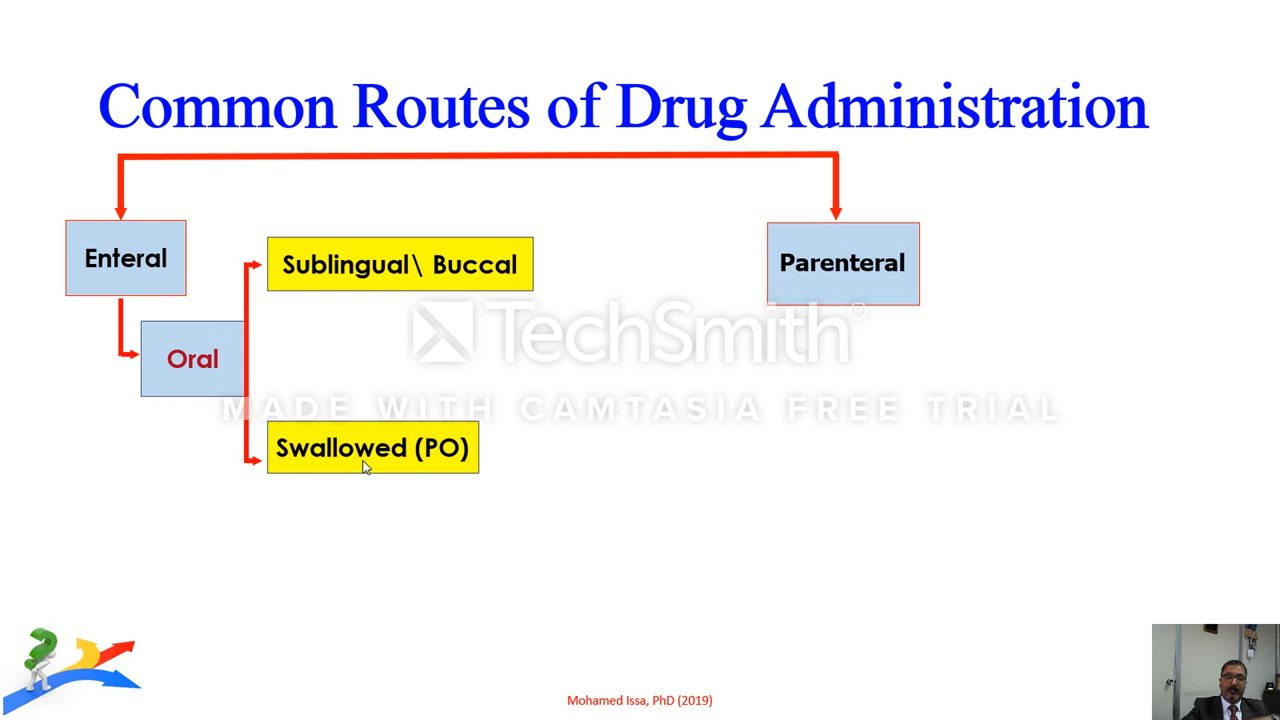 Common Routes of Drug Administration
Enteral
Sublingual\ Buccal
Parenteral
TechSmith®
Oral
MADE WITH CAMTASIA FREE TRIAL
Swallowed (PO)
Mohamed Issa, PhD (2019)